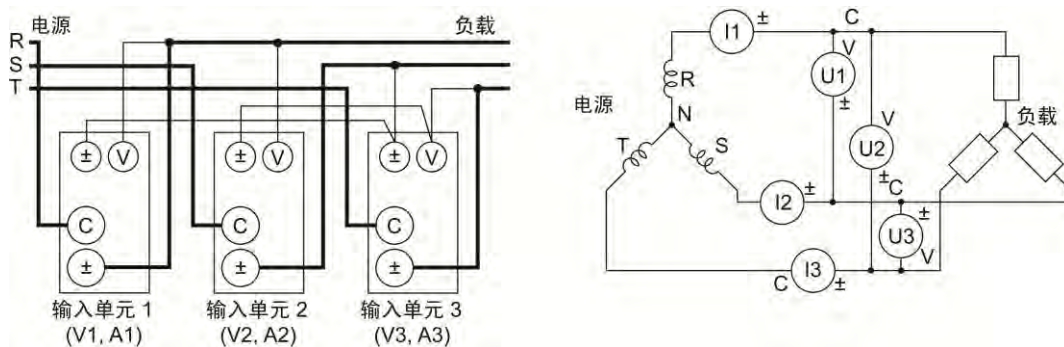 电源
负载
R
S
T
± V
± V
± V
C
C
C
±
±
±
输入单元 1
(V1, A1)
输入单元 2
(V2, A2)
输入单元 3
(V3, A3)
I1 ±
C
V
U1
±
R
V
电源
N
U2
负载
T
S
±
C
I2 ±
±
U3
V
C I3 ±